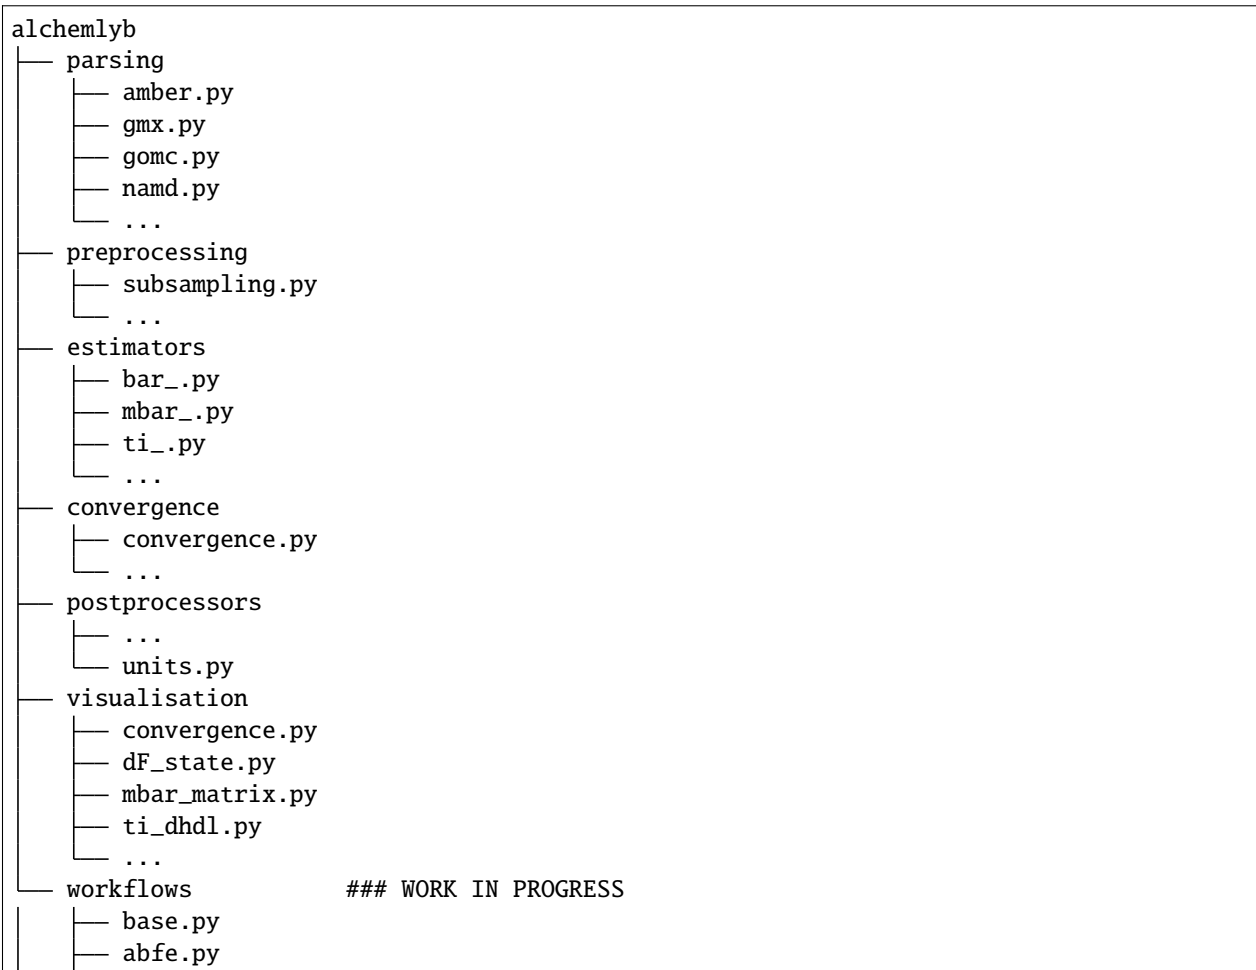 alchemlyb
├── parsing
│   ├── amber.py
│   ├── gmx.py
│   ├── gomc.py
│   ├── namd.py
│   └── ...
├── preprocessing
│   ├── subsampling.py
│   └── ...
├── estimators
│   ├── bar_.py
│   ├── mbar_.py
│   ├── ti_.py
│   └── ...
├── convergence
│   ├── convergence.py
│   └── ...
├── postprocessors
│   ├── ...
│   └── units.py
├── visualisation
│   ├── convergence.py
│   ├── dF_state.py
│   ├── mbar_matrix.py
│   ├── ti_dhdl.py
│   └── ...
└── workflows              ### WORK IN PROGRESS
│   ├── base.py
│   ├── abfe.py